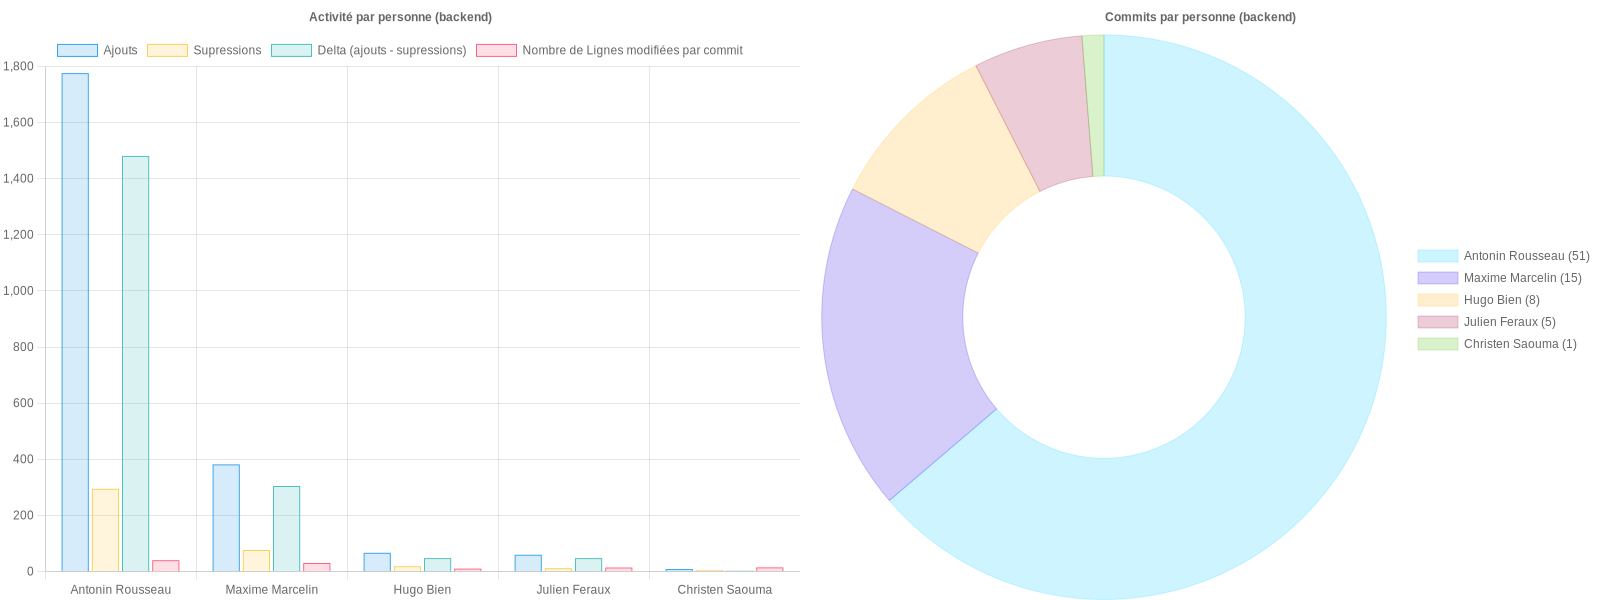 Activité par personne (backend)
Ajouts Supressions Delta (ajouts - supressions) Nombre de Lignes modifiées par commit
1,800
1,600
1,400
1,200
1,000
800
600
400
200
0
Antonin Rousseau Maxime Marcelin Hugo Bien Julien Feraux Christen Saouma
Commits par personne (backend)
Antonin Rousseau (51)
Maxime Marcelin (15)
Hugo Bien (8)
Julien Feraux (5)
Christen Saouma (1)